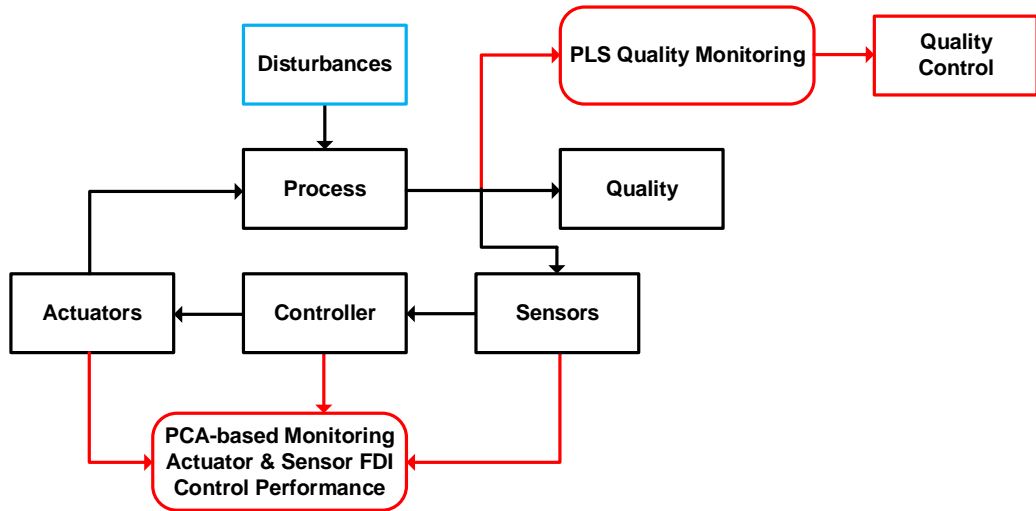 Disturbances
PLS Quality Monitoring
Quality
Control
Process
Quality
Actuators
Controller
Sensors
PCA-based Monitoring
Actuator & Sensor FDI
Control Performance